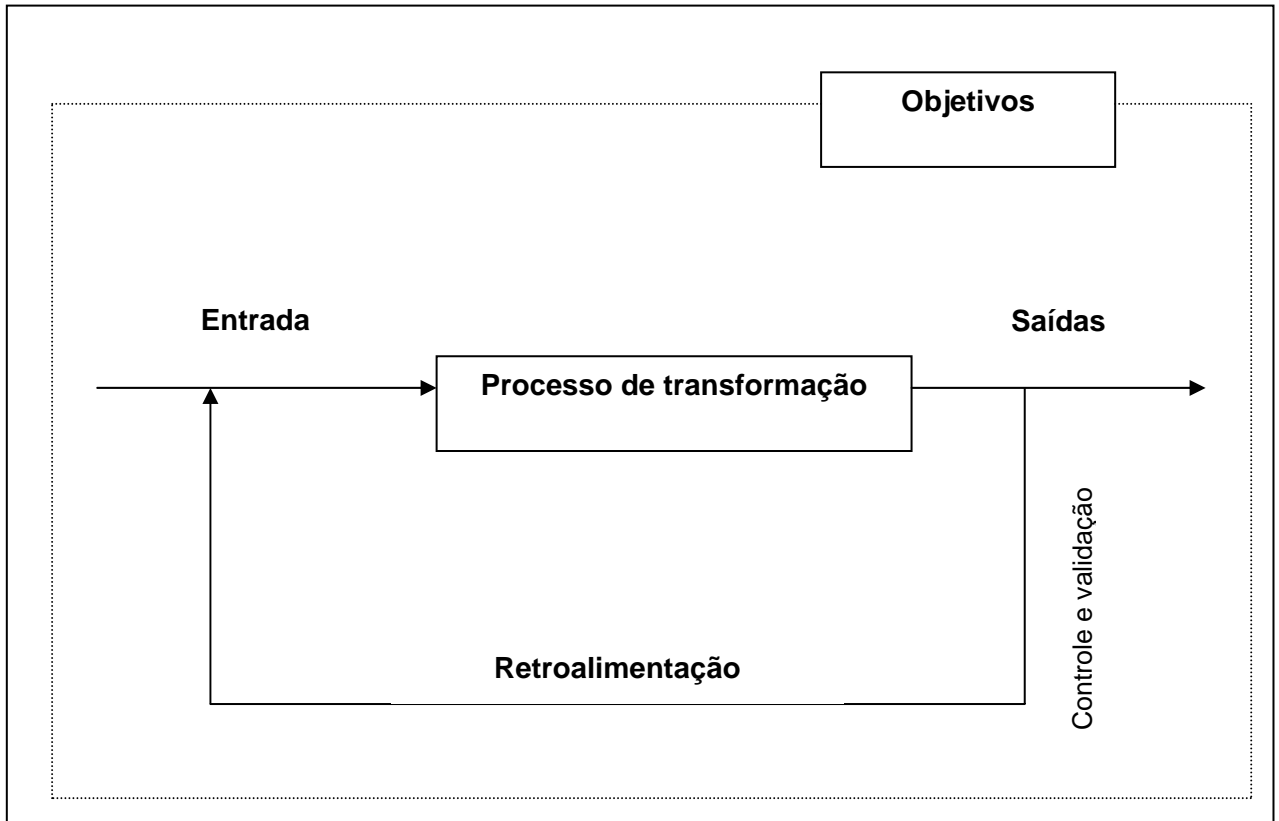 Objetivos
Entrada
Saídas
Processo de transformação
Controle e validação
Retroalimentação